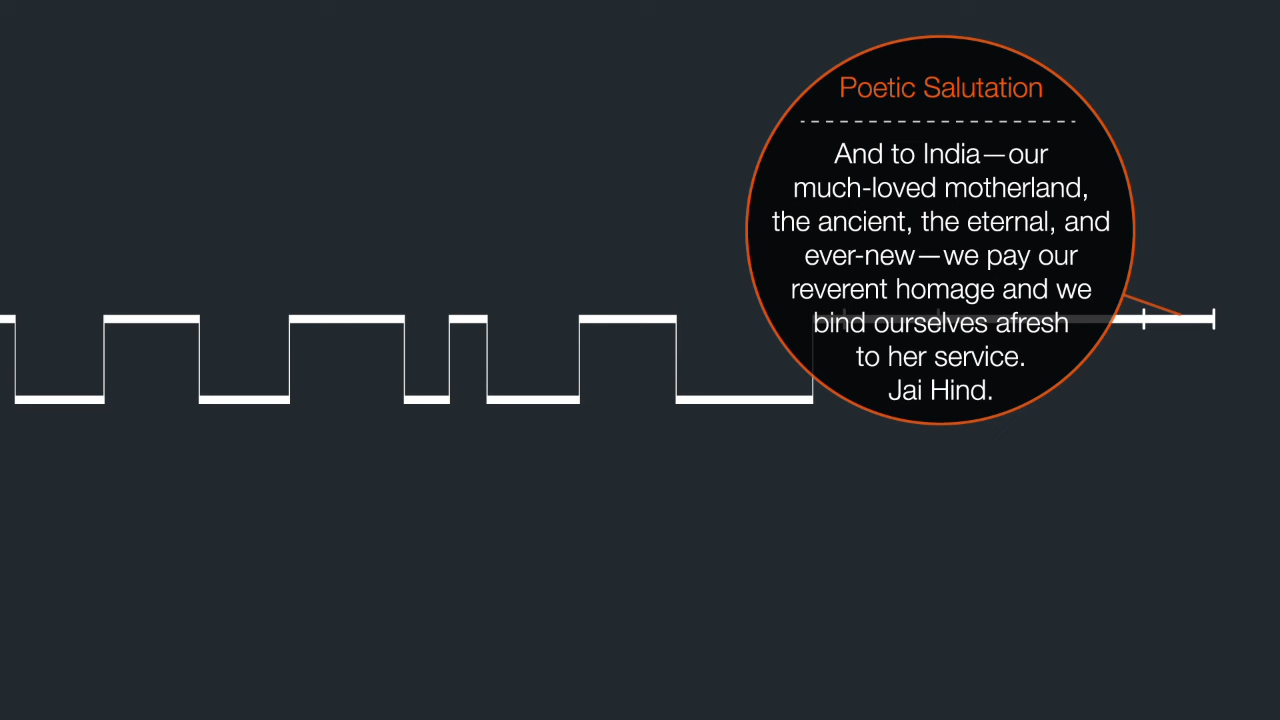 Poetic Salutation
And to India—our
much-loved motherland,
the ancient, the eternal, and
ever-new—we pay our
reverent homage and we
bind ourselves afresh
to her service.
Jai Hind.